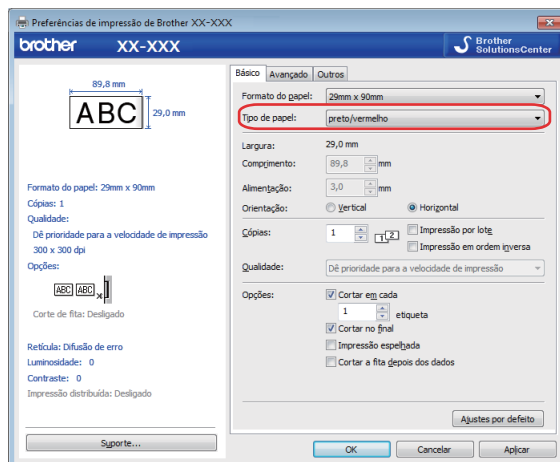 Preferências de impressão de Brother XX-XXX
brother XX-XXX
Brother
SolutionsCenter
89,8 mm
ABC
29,0 mm
Formato do papel: 29mm x 90mm
Cópias: 1
Qualidade:
Dê prioridade para a velocidade de impressão
300 x 300 dpi
Opções:
ABC ABC
Corte de fita: Desligado
Retícula: Difusão de erro
Luminosidade: 0
Contraste: 0
Impressão distribuída: Desligado
Suporte...
Básico Avançado Outros
Formato do papel: 29mm x 90mm
Tipo de papel: preto/vermelho
Largura: 29,0 mm
Comprimento: 89,8 mm
Alimentação: 3,0 mm
Orientação: Vertical Horizontal
Cópias: 1 1 2 Impressão por lote
Impressão em ordem inversa
Qualidade: Dê prioridade para a velocidade de impressão
Opções: Cortar em cada
1 etiqueta
Cortar no final
Impressão espelhada
Cortar a fita depois dos dados
Ajustes por defeito
OK Cancelar Aplicar